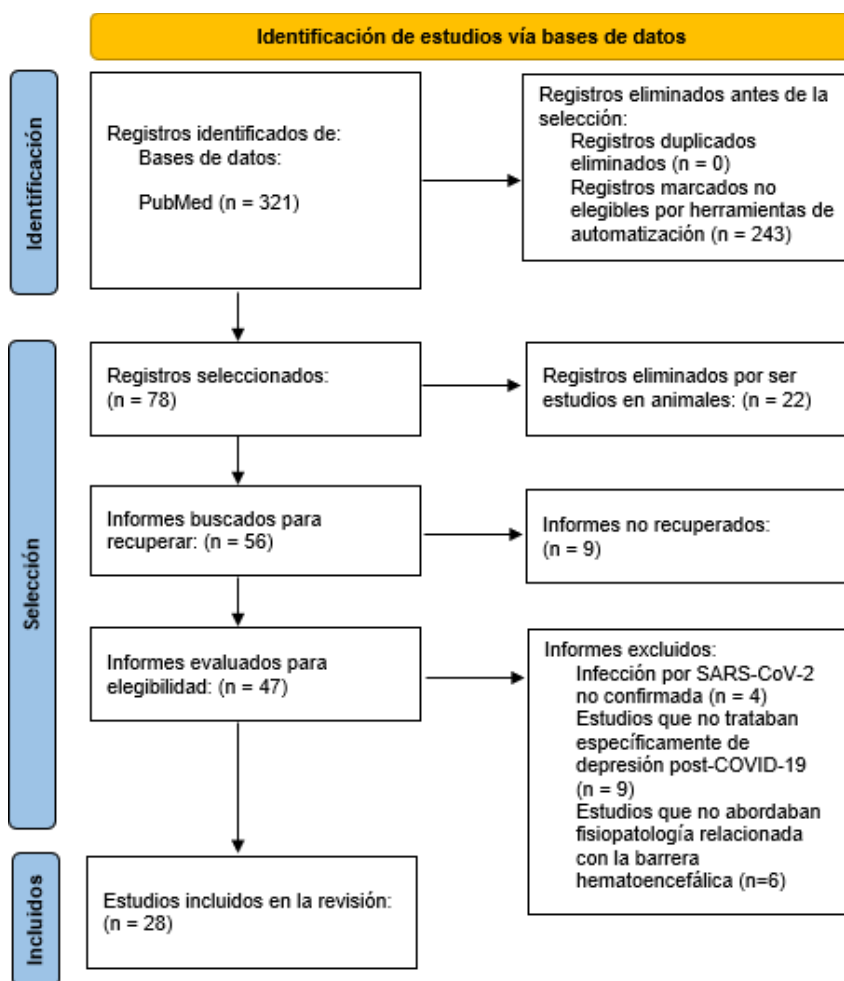 Identificación de estudios vía bases de datos
Identificación
Registros identificados de:
Bases de datos:
PubMed (n = 321)
Registros eliminados antes de la
selección:
Registros duplicados
eliminados (n = 0)
Registros marcados no
elegibles por herramientas de
automatización (n = 243)
Selección
Registros seleccionados:
(n = 78)
Registros eliminados por ser
estudios en animales: (n = 22)
Informes buscados para
recuperar: (n = 56)
Informes no recuperados:
(n = 9)
Informes evaluados para
elegibilidad: (n = 47)
Informes excluidos:
Infección por SARS-CoV-2
no confirmada (n = 4)
Estudios que no trataban
específicamente de
depresión post-COVID-19
(n = 9)
Estudios que no abordaban
fisiopatología relacionada
con la barrera
hematoencefálica (n=6)
Incluidos
Estudios incluidos en la revisión:
(n = 28)